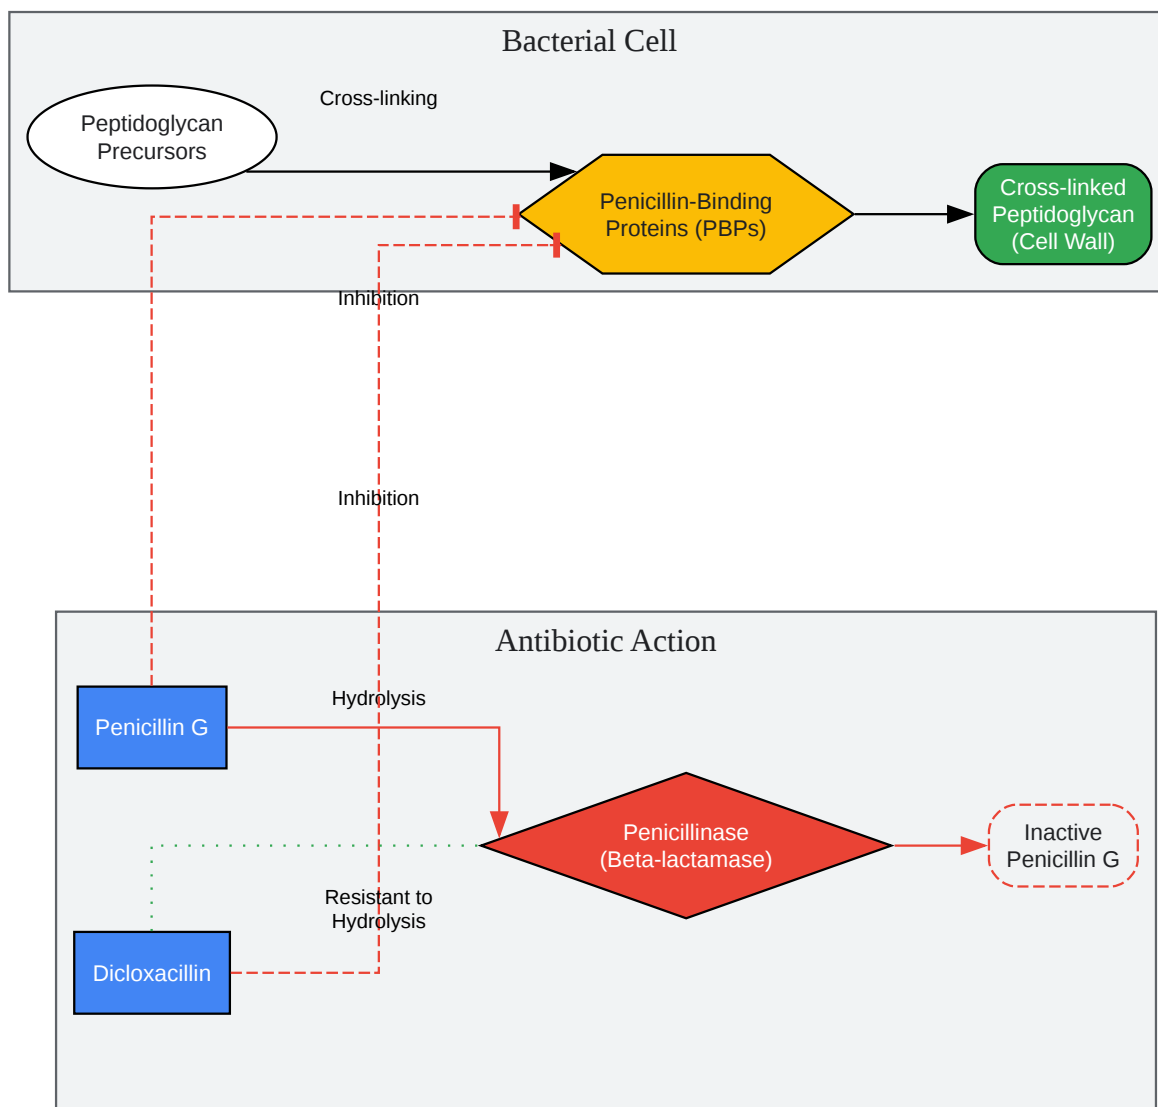 Bacterial Cell
Cross-linking
Peptidoglycan
Precursors
Penicillin-Binding
Proteins (PBPs)
Cross-linked
Peptidoglycan
(Cell Wall)
Inhibition
Inhibition
Antibiotic Action
Penicillin G
Hydrolysis
Penicillinase
(Beta-lactamase)
Inactive
Penicillin G
Resistant to
Hydrolysis
Dicloxacillin